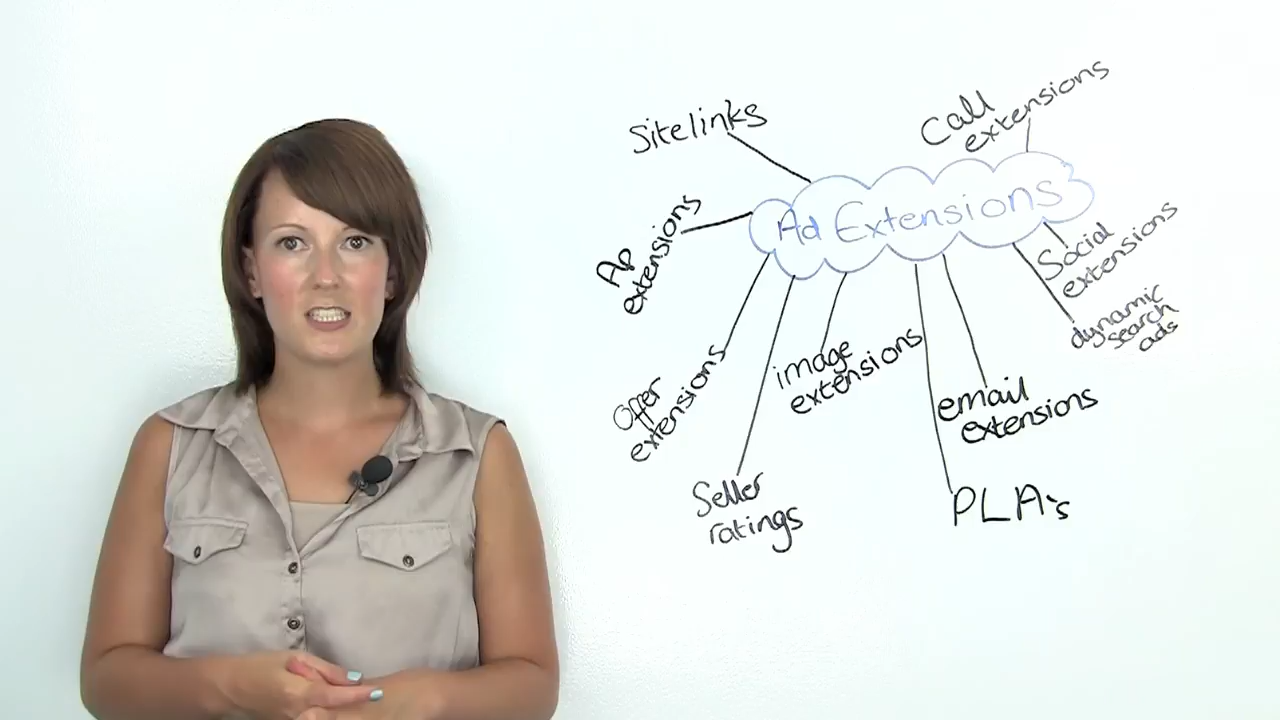 Sitelinks
Call
extensions
Ad Extensions
Ap
extensions
Social
extensions
dynamic
search
ads
Offer
extensions
image
extensions
email
extensions
Seller
ratings
PLA's